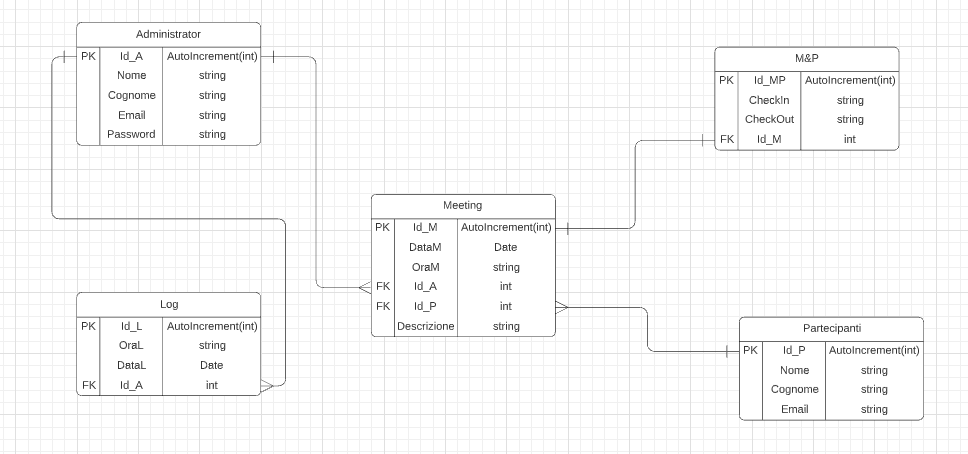 Administrator
PK Id_A AutoIncrement(int)
Nome string
Cognome string
Email string
Password string
M&P
PK Id_MP AutoIncrement(int)
CheckIn string
CheckOut string
FK Id_M int
Meeting
PK Id_M AutoIncrement(int)
DataM Date
OraM string
FK Id_A int
FK Id_P int
Descrizione string
Log
PK Id_L AutoIncrement(int)
OraL string
DataL Date
FK Id_A int
Partecipanti
PK Id_P AutoIncrement(int)
Nome string
Cognome string
Email string